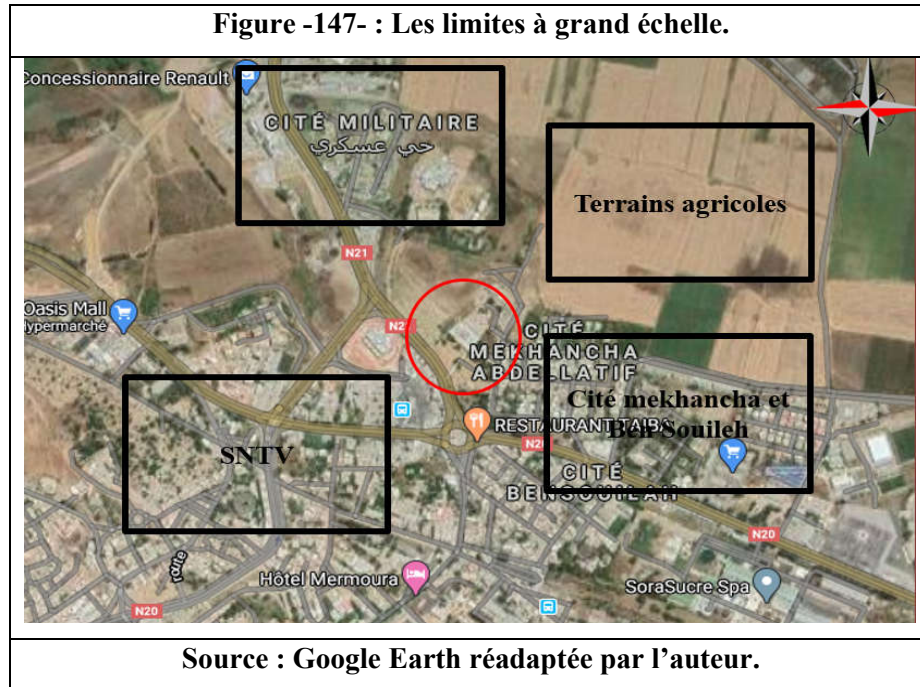 Figure -147- : Les limites à grand échelle.
Concessionnaire Renault
CITÉ MILITAIRE
حي عسكري
Terrains agricoles
N21
Oasis Mall
Hypermarché
CITÉ
MEKHANCHA
ABDELLATIF
Cité mekhancha et
Ben Souileh
RESTAURANT TAIBA
SNTV
CITÉ
BENSOUILAH
N20
route
Hôtel Mermoura
SoraSucre Spa
N20
Source : Google Earth réadaptée par l’auteur.